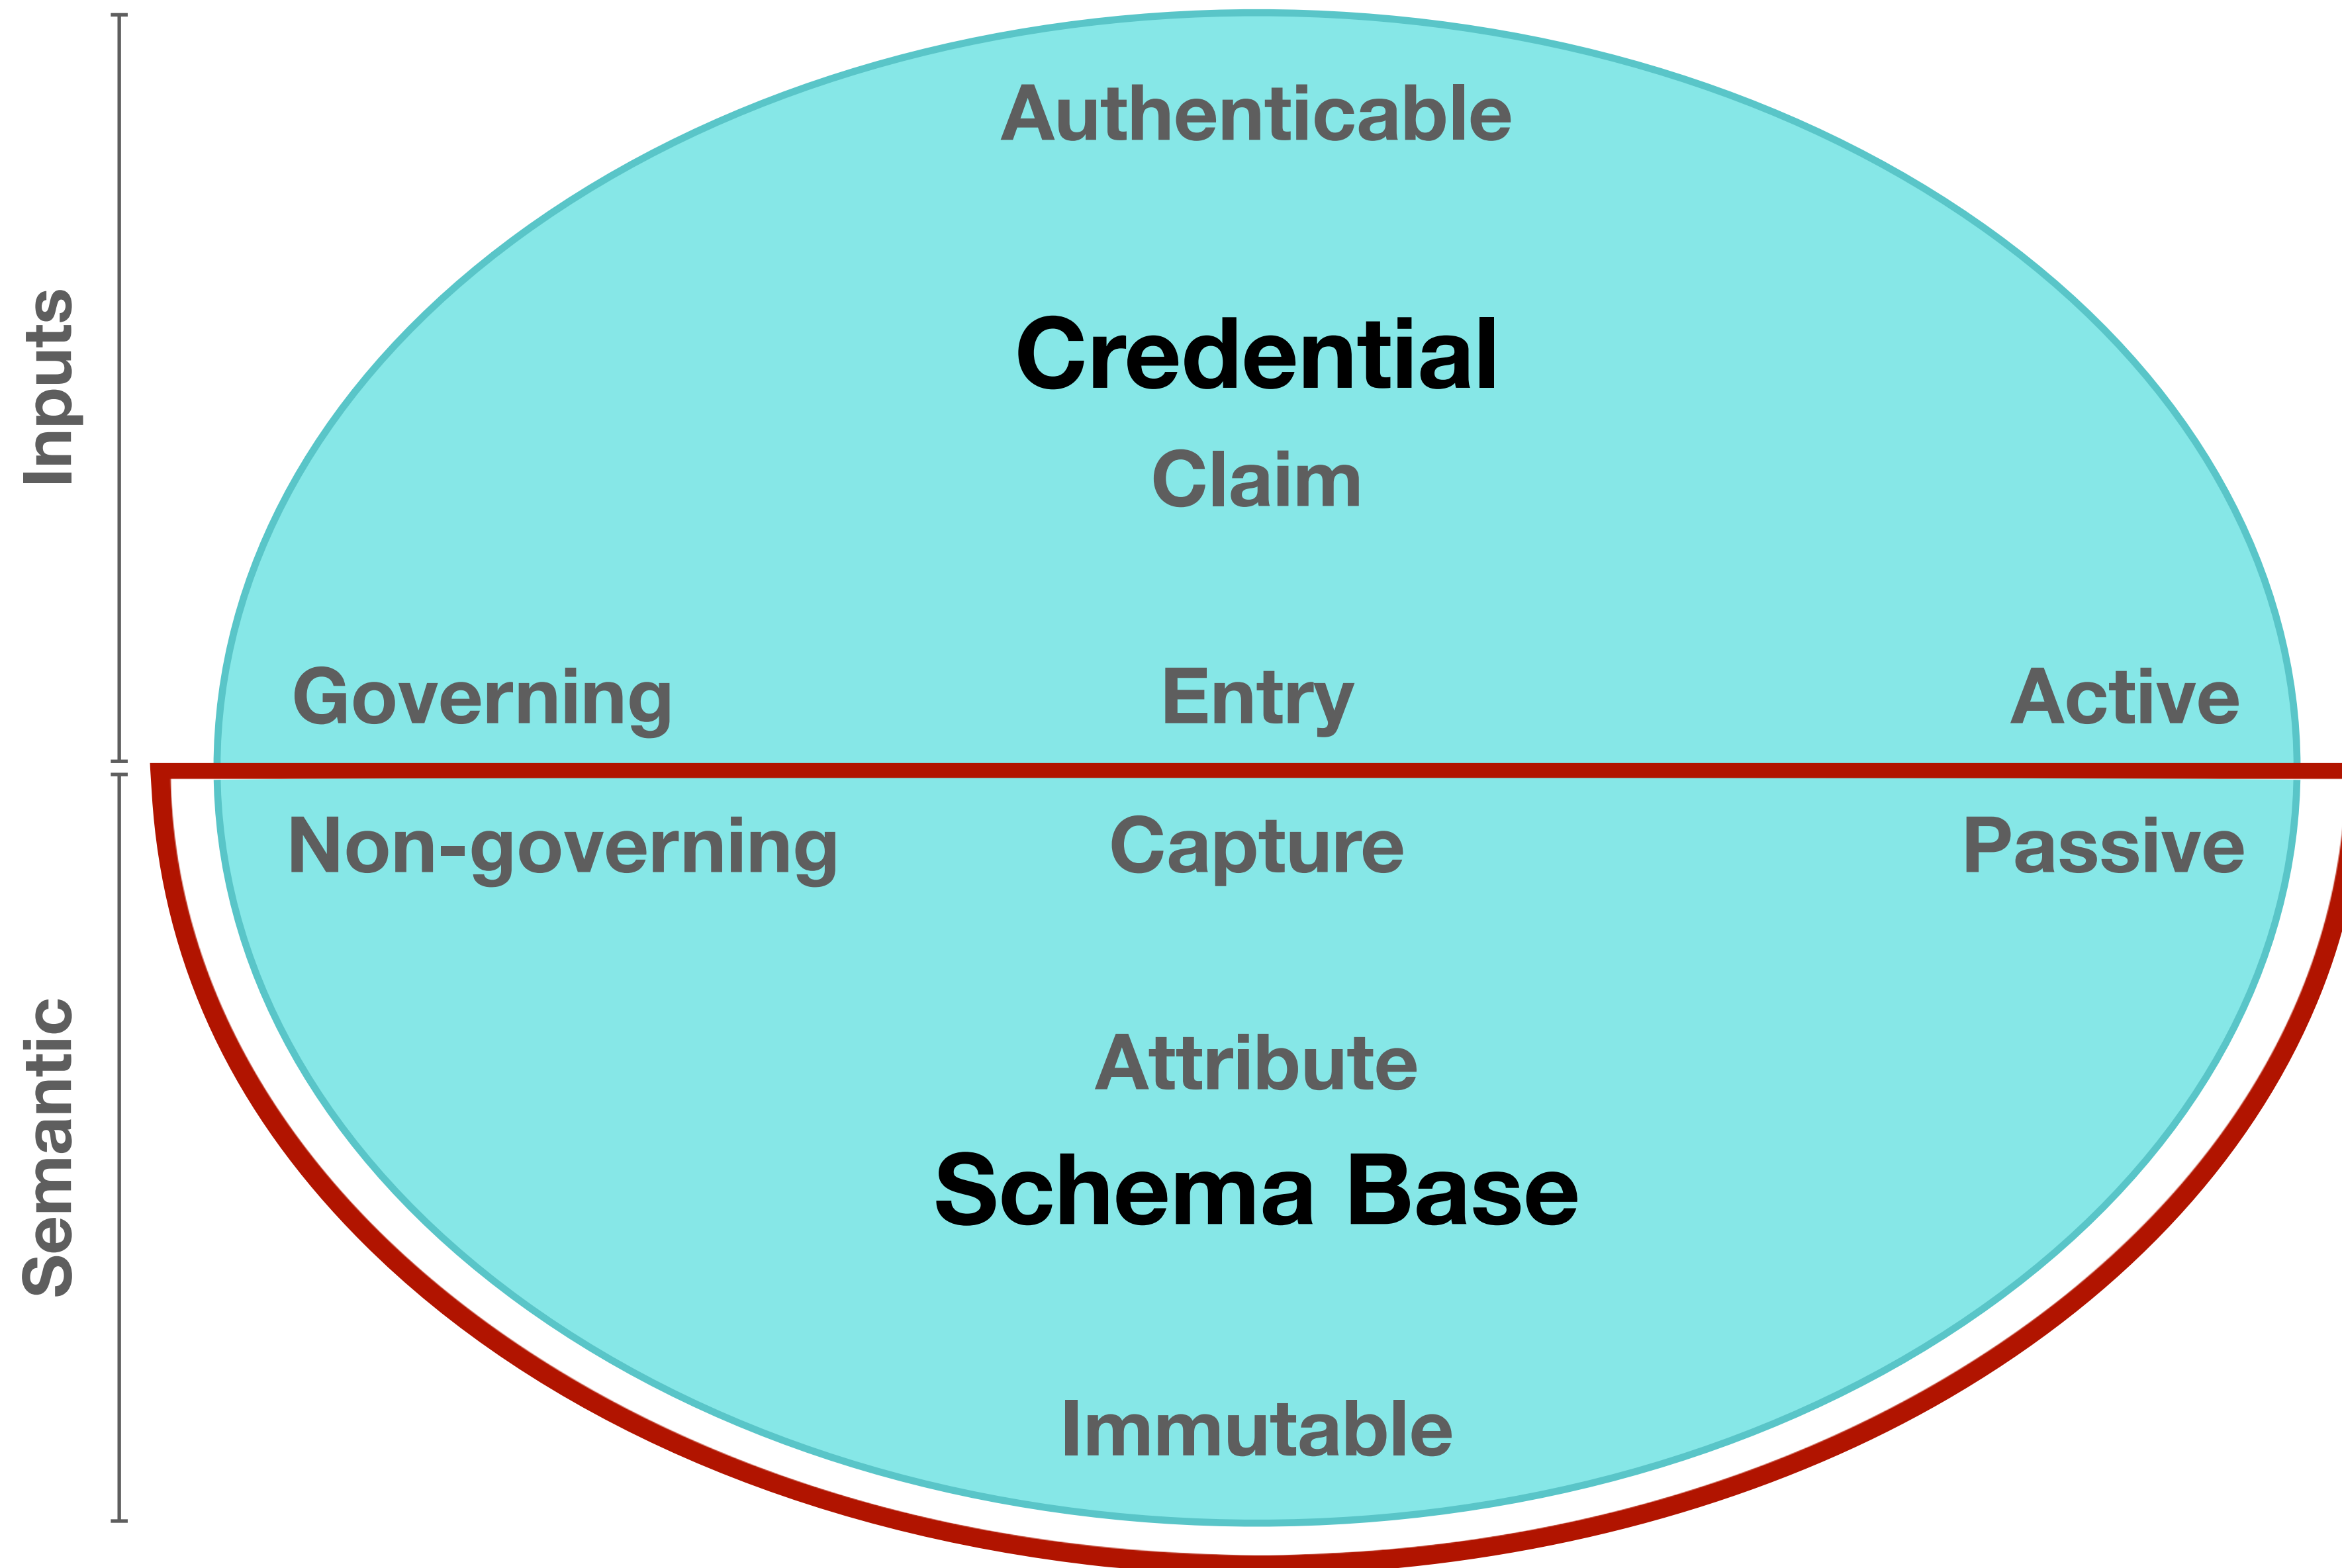 Inputs
Authenticable
Credential
Claim
Governing Entry Active
Semantic
Non-governing Capture Passive
Attribute
Schema Base
Immutable